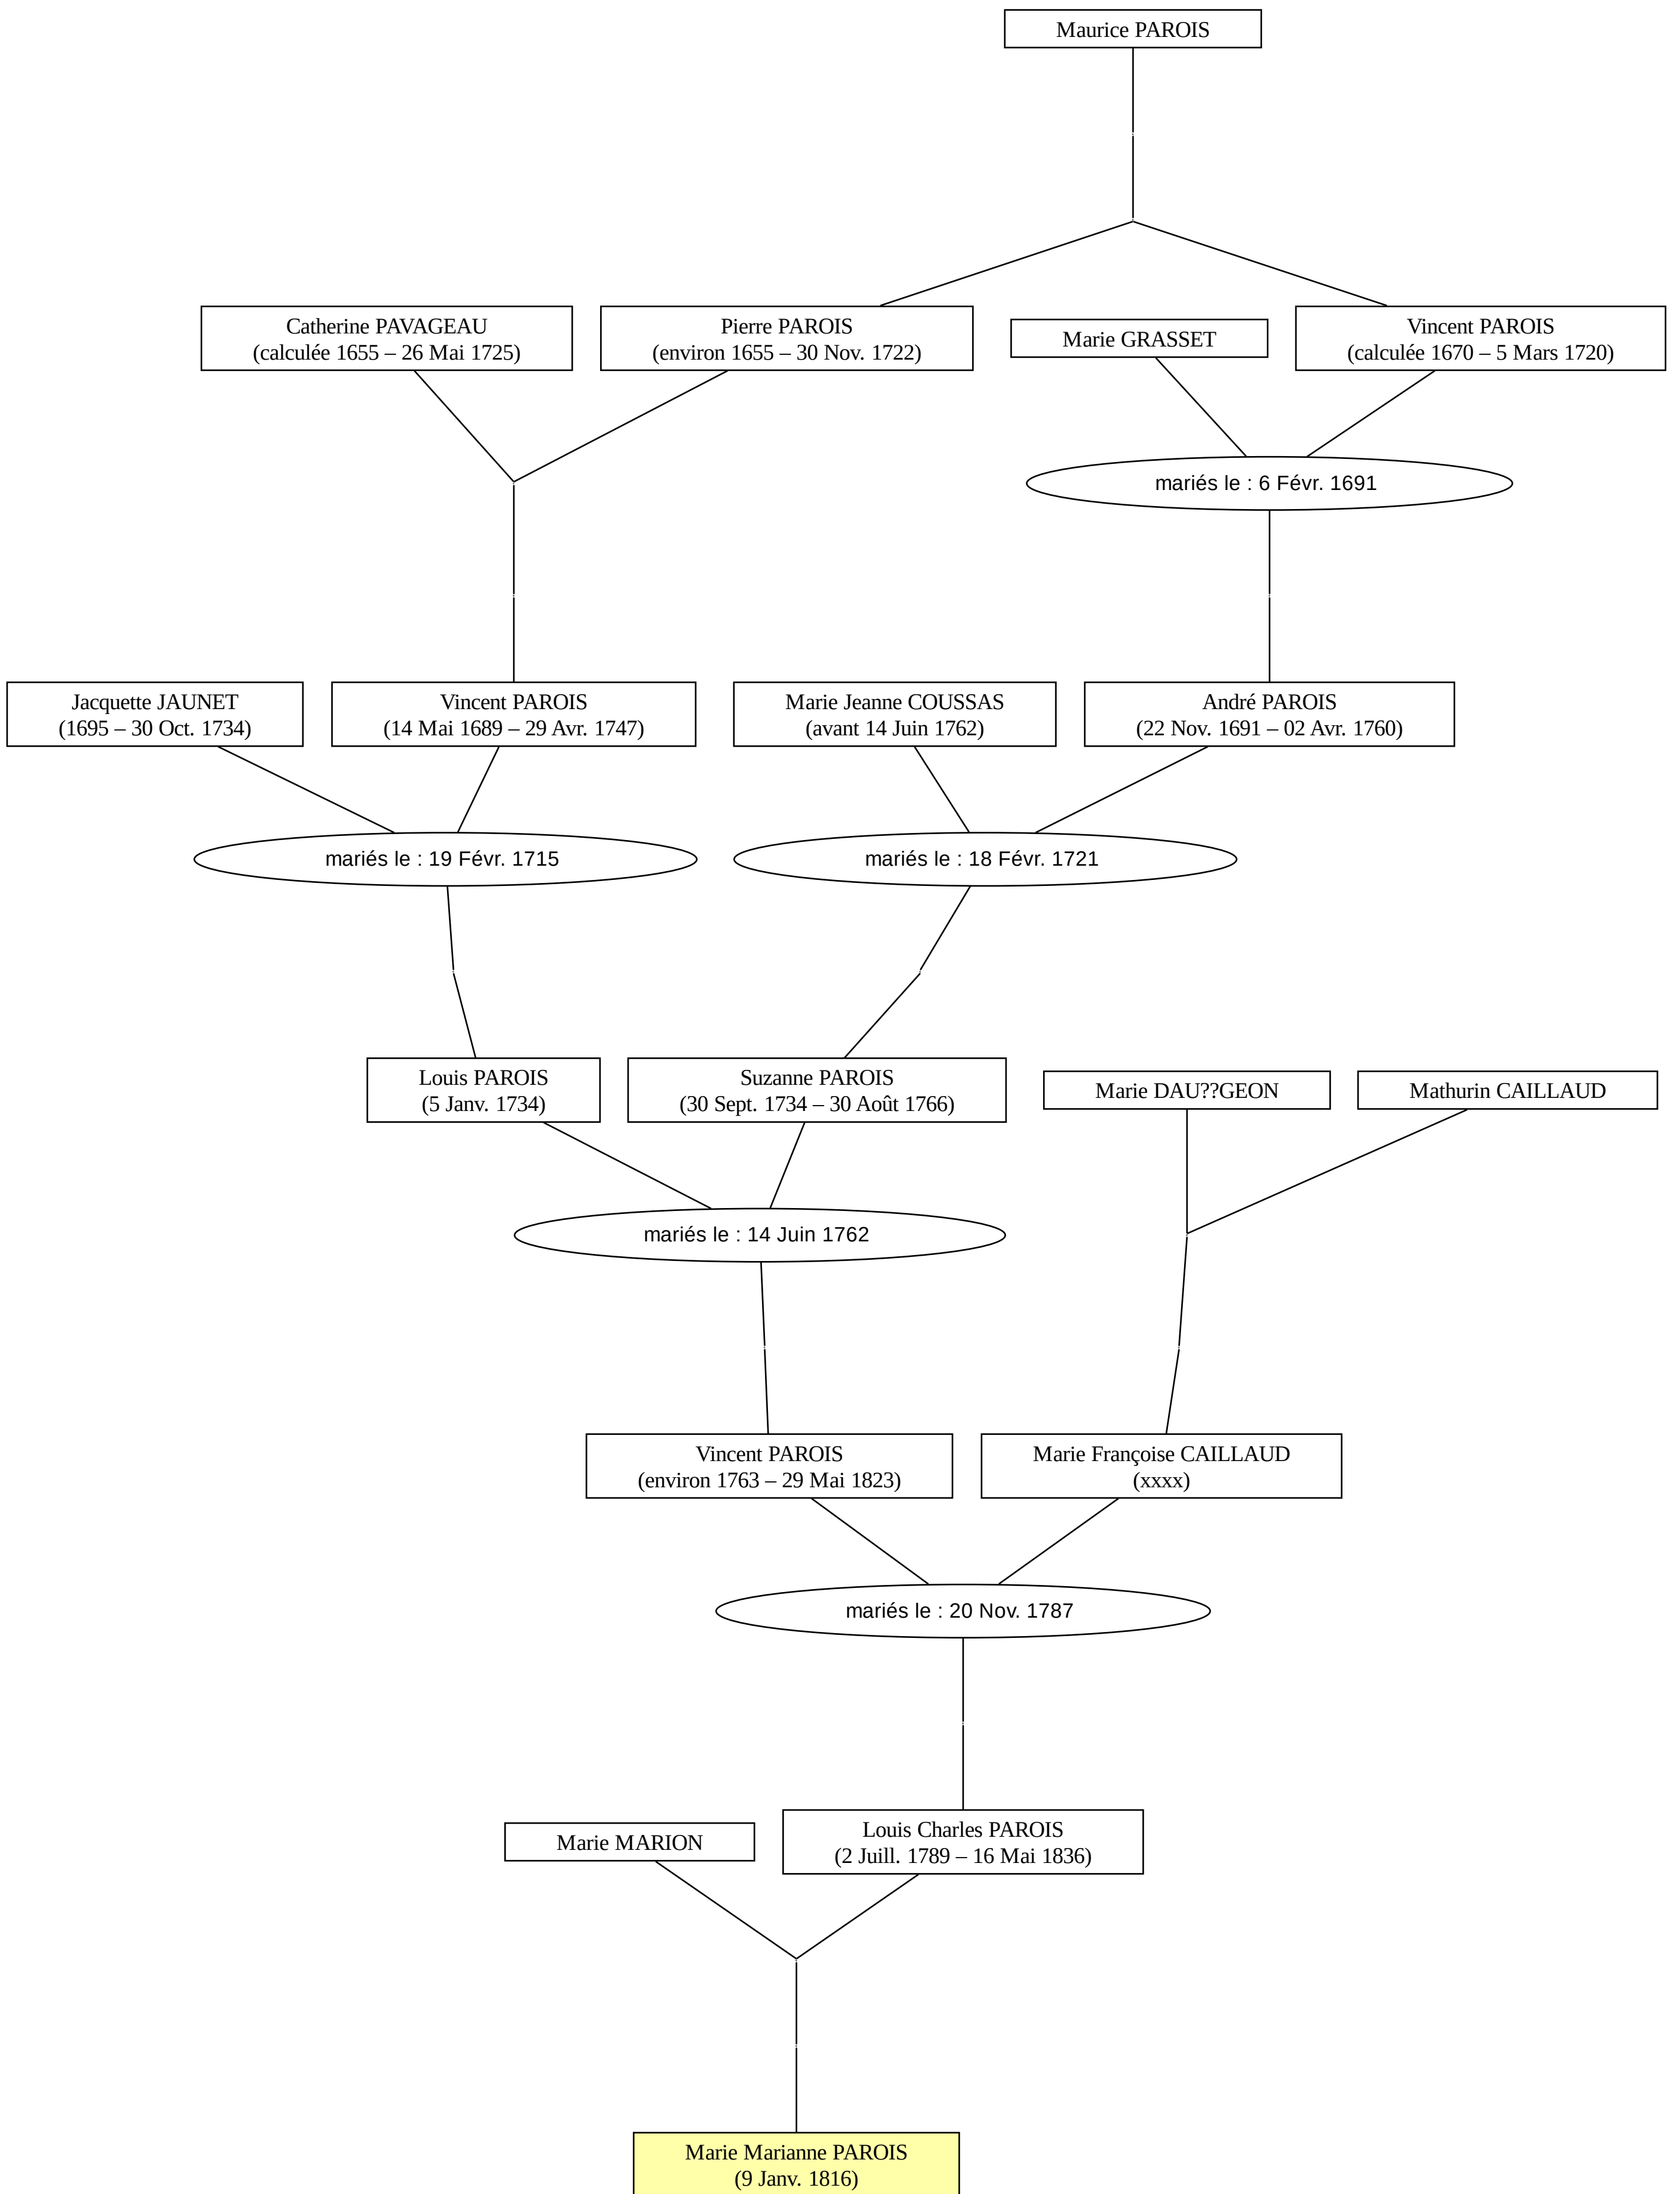 Maurice PAROIS
Catherine PAVAGEAU
(calculée 1655 – 26 Mai 1725)
Pierre PAROIS
(environ 1655 – 30 Nov. 1722)
Marie GRASSET
Vincent PAROIS
(calculée 1670 – 5 Mars 1720)
mariés le : 6 Févr. 1691
Jacquette JAUNET
(1695 – 30 Oct. 1734)
Vincent PAROIS
(14 Mai 1689 – 29 Avr. 1747)
Marie Jeanne COUSSAS
(avant 14 Juin 1762)
André PAROIS
(22 Nov. 1691 – 02 Avr. 1760)
mariés le : 19 Févr. 1715
mariés le : 18 Févr. 1721
Louis PAROIS
(5 Janv. 1734)
Suzanne PAROIS
(30 Sept. 1734 – 30 Août 1766)
Marie DAU??GEON
Mathurin CAILLAUD
mariés le : 14 Juin 1762
Vincent PAROIS
(environ 1763 – 29 Mai 1823)
Marie Françoise CAILLAUD
(xxxx)
mariés le : 20 Nov. 1787
Marie MARION
Louis Charles PAROIS
(2 Juill. 1789 – 16 Mai 1836)
Marie Marianne PAROIS
(9 Janv. 1816)